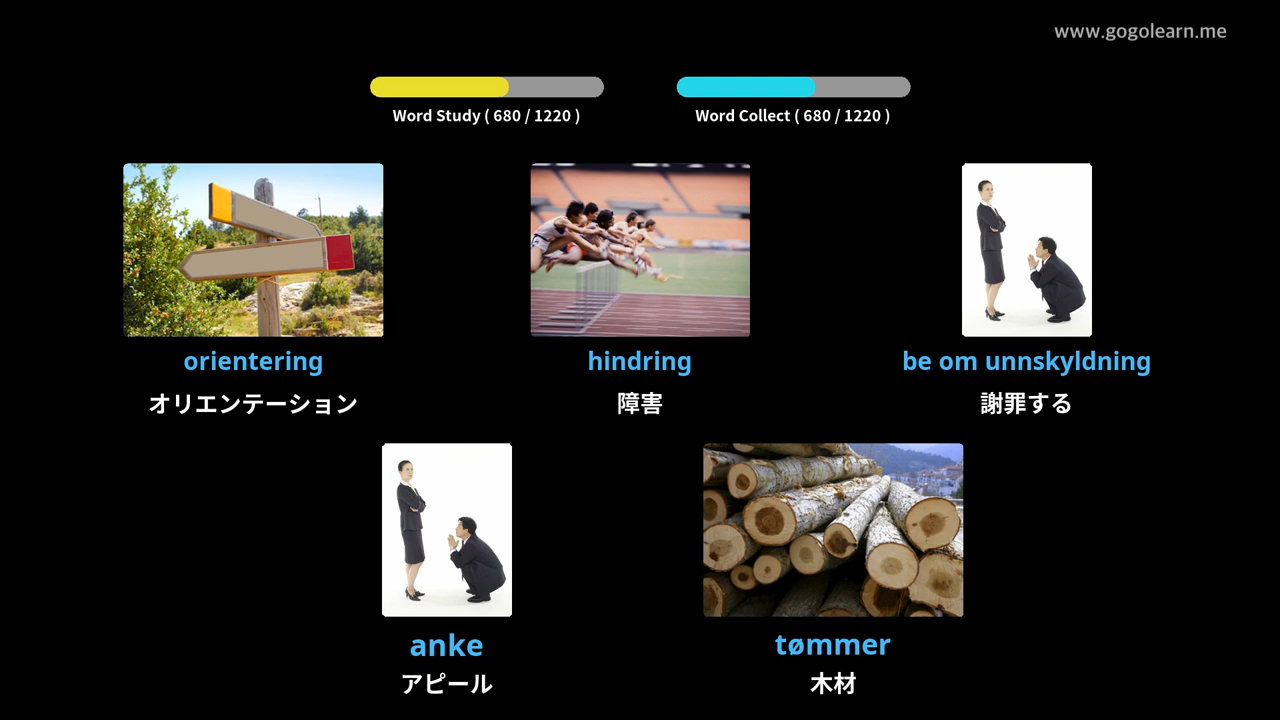 www.gogolearn.me
Word Study ( 680 / 1220 )
Word Collect ( 680 / 1220 )
orientering
オリエンテーション
hindring
障害
be om unnskyldning
謝罪する
anke
アピール
tømmer
木材